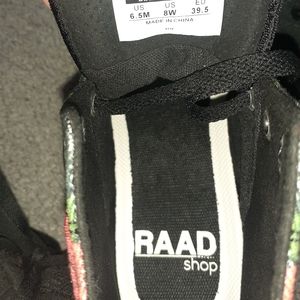 US US EU
6.5M 8W 39.5
MADE IN CHINA
RAAD
shop